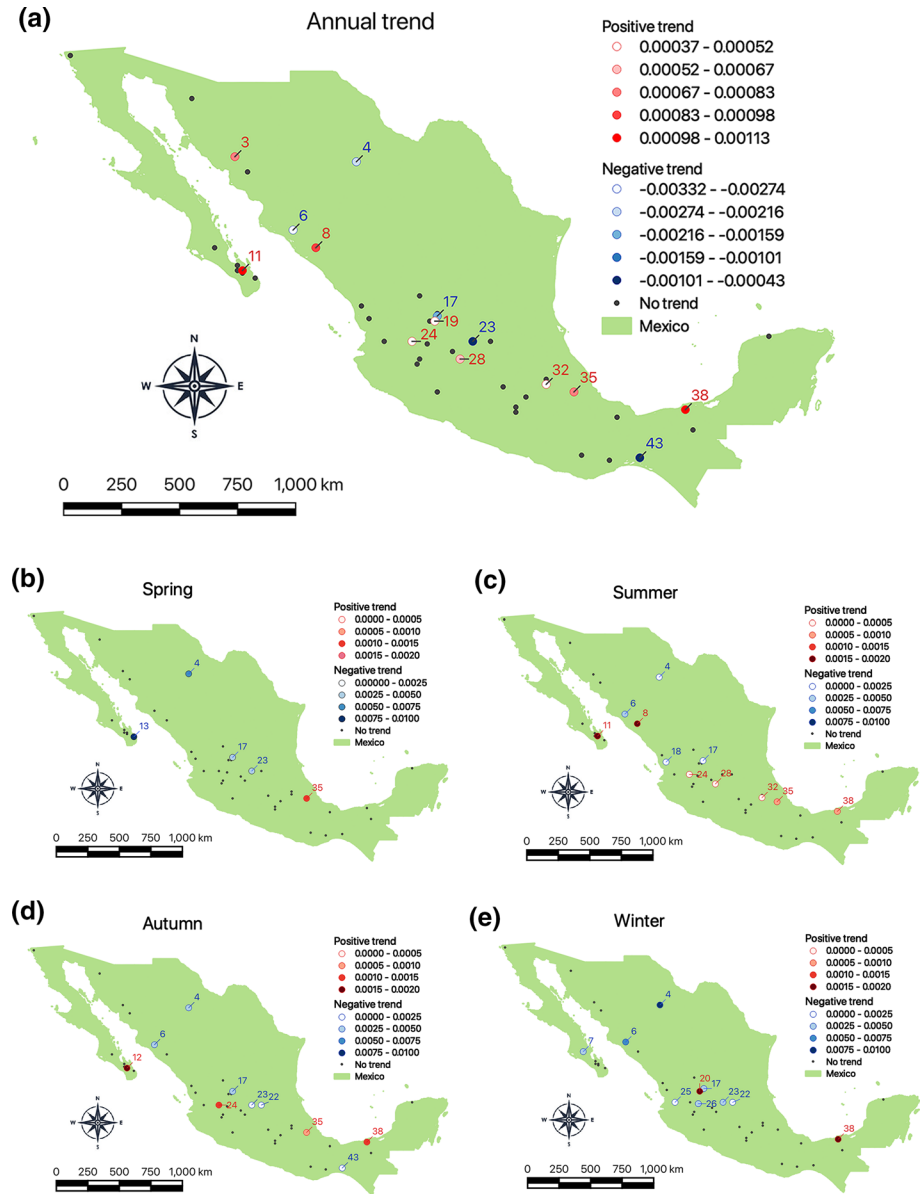 (a)
Annual trend
Positive trend
0.00037 - 0.00052
0.00052 - 0.00067
0.00067 - 0.00083
0.00083 - 0.00098
0.00098 - 0.00113
Negative trend
-0.00332 - -0.00274
-0.00274 - -0.00216
-0.00216 - -0.00159
-0.00159 - -0.00101
-0.00101 - -0.00043
No trend
Mexico
3
4
6
8
11
17
19
23
24
28
32
35
38
43
N
W E
S
0 250 500 750 1,000 km
(b)
Spring
Positive trend
0.0000 - 0.0005
0.0005 - 0.0010
0.0010 - 0.0015
0.0015 - 0.0020
Negative trend
0.00000 - 0.0025
0.0025 - 0.0050
0.0050 - 0.0075
0.0075 - 0.0100
No trend
Mexico
4
13
17
23
35
N
W E
S
0 250 500 750 1,000 km
(c)
Summer
Positive trend
0.0000 - 0.0005
0.0005 - 0.0010
0.0010 - 0.0015
0.0015 - 0.0020
Negative trend
0.0000 - 0.0025
0.0025 - 0.0050
0.0050 - 0.0075
0.0075 - 0.0100
No trend
Mexico
4
6
8
11
18
17
24
28
32
35
38
N
W E
S
0 250 500 750 1,000 km
(d)
Autumn
Positive trend
0.0000 - 0.0005
0.0005 - 0.0010
0.0010 - 0.0015
0.0015 - 0.0020
Negative trend
0.0000 - 0.0025
0.0025 - 0.0050
0.0050 - 0.0075
0.0075 - 0.0100
No trend
Mexico
4
6
12
17
24
23
22
35
38
43
N
W E
S
0 250 500 750 1,000 km
(e)
Winter
Positive trend
0.0000 - 0.0005
0.0005 - 0.0010
0.0010 - 0.0015
0.0015 - 0.0020
Negative trend
0.0000 - 0.0025
0.0025 - 0.0050
0.0050 - 0.0075
0.0075 - 0.0100
No trend
Mexico
4
6
7
20
17
25
26
23
22
38
N
W E
S
0 250 500 750 1,000 km